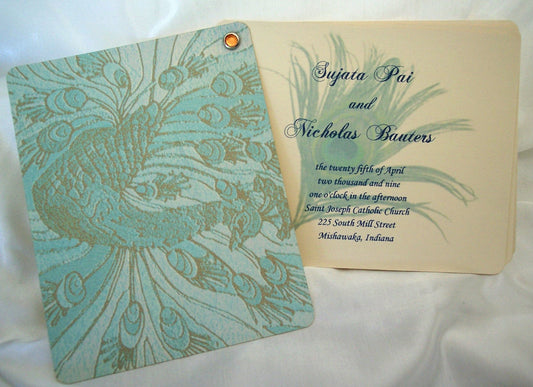 Sujata Pai
and
Nicholas Bauters
the twenty fifth of April
two thousand and nine
one o'clock in the afternoon
Saint Joseph Catholic Church
225 South Mill Street
Mishawaka, Indiana